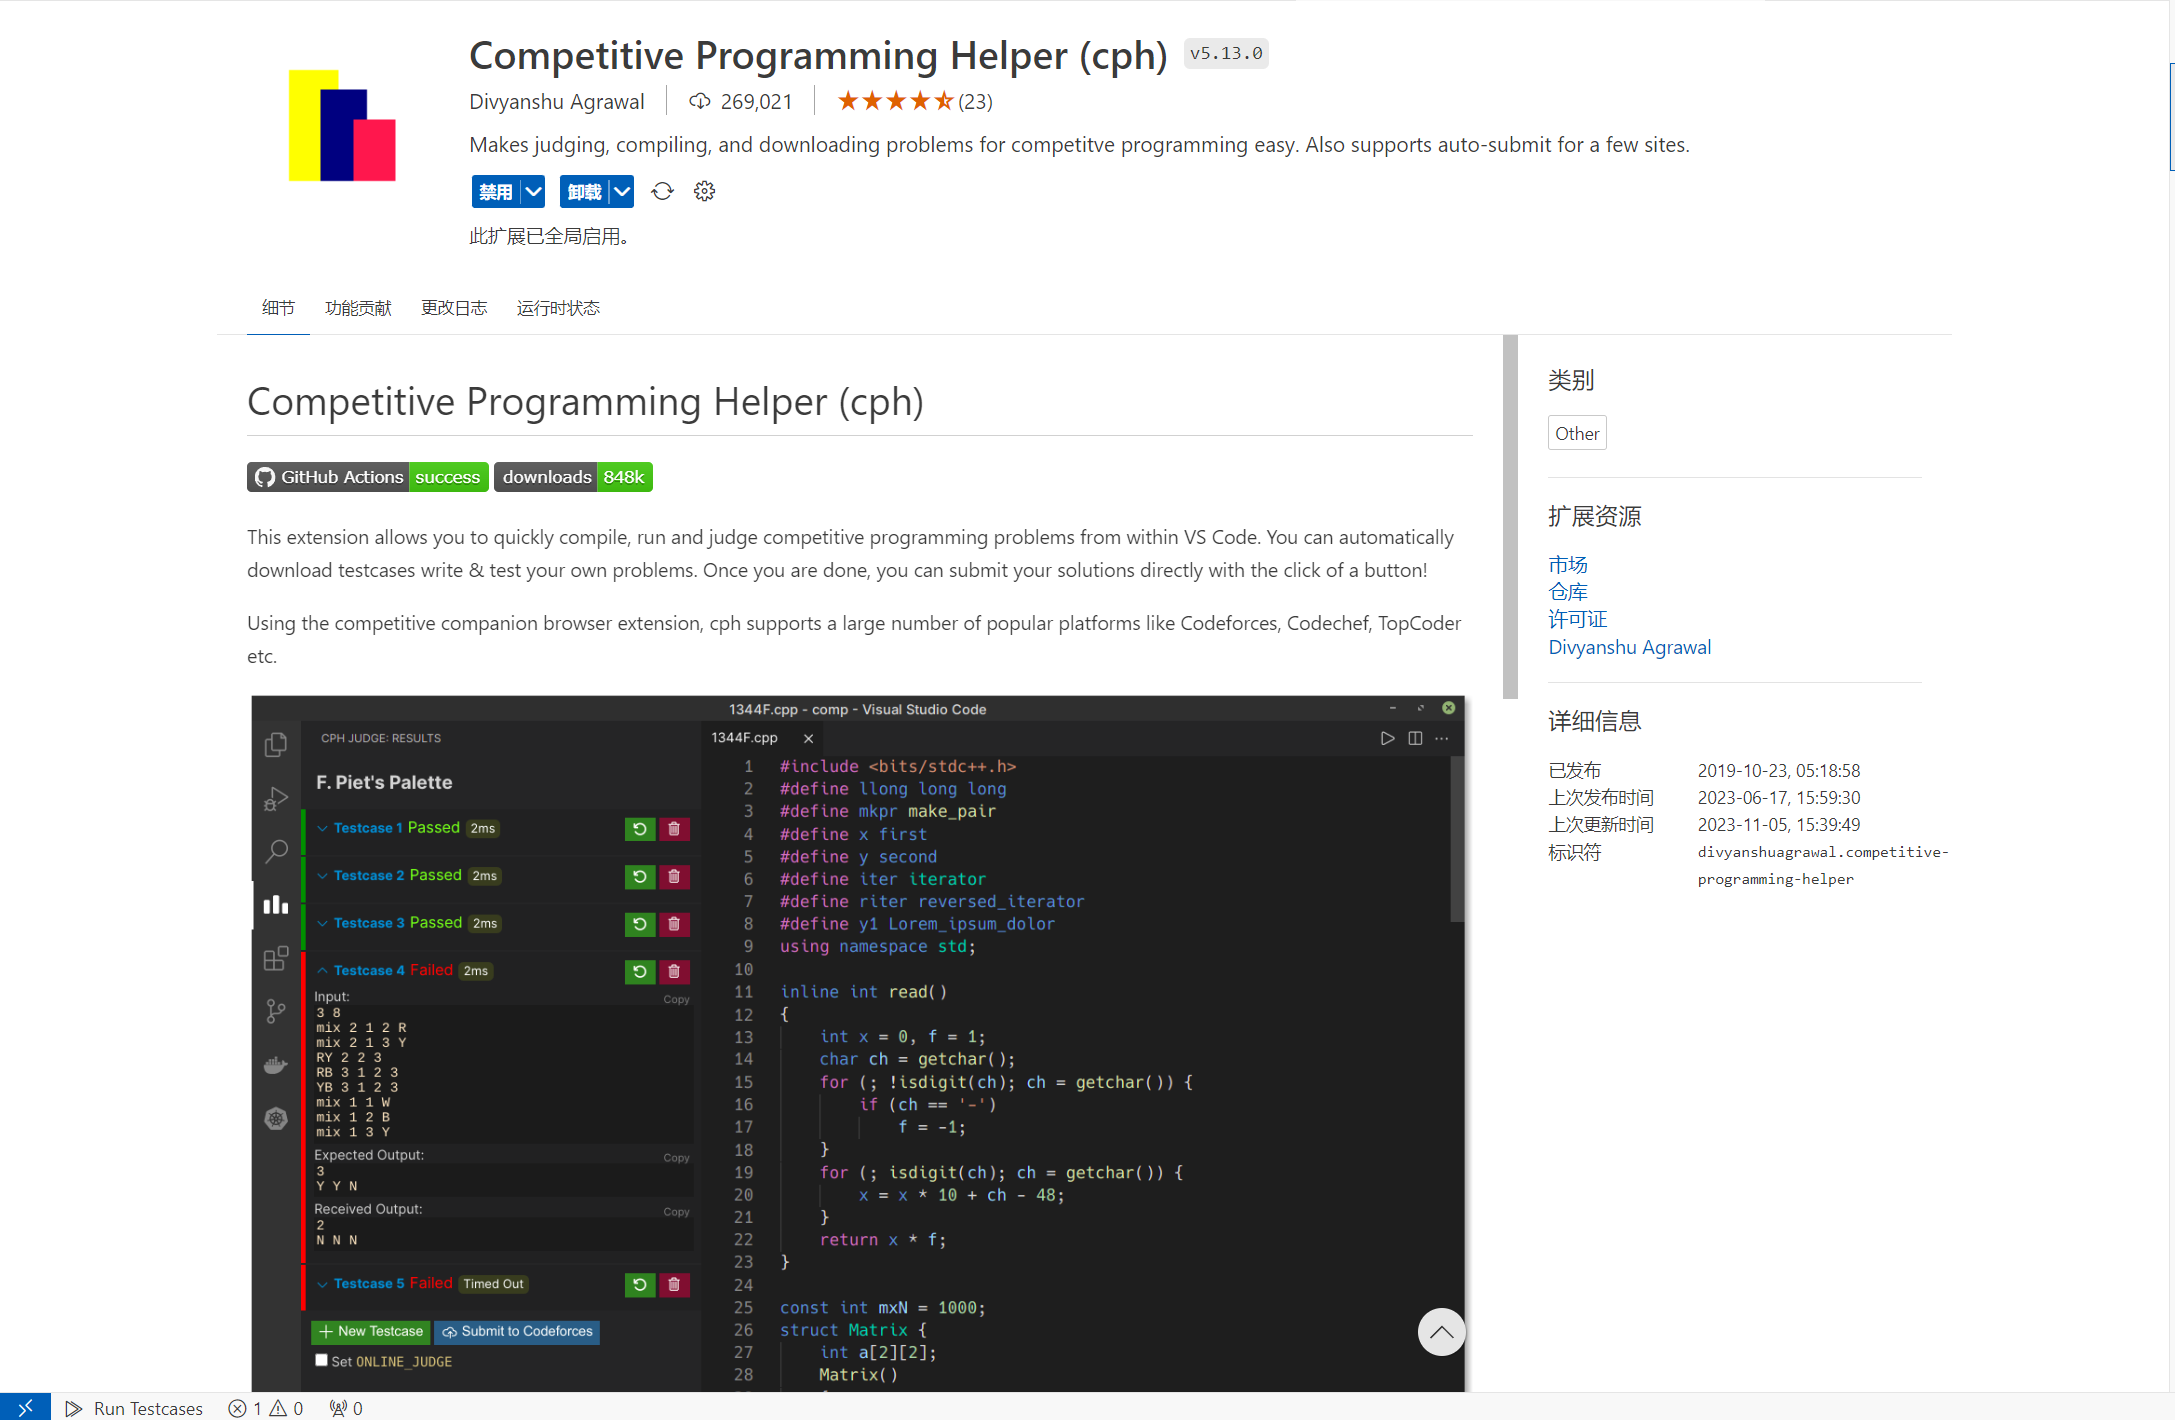 Competitive Programming Helper (cph) v5.13.0
Divyanshu Agrawal 269,021 (23)
Makes judging, compiling, and downloading problems for competitve programming easy. Also supports auto-submit for a few sites.
禁用 卸载
此扩展已全局启用。
细节 功能贡献 更改日志 运行时状态
Competitive Programming Helper (cph)
GitHub Actions success downloads 848k
This extension allows you to quickly compile, run and judge competitive programming problems from within VS Code. You can automatically
download testcases write & test your own problems. Once you are done, you can submit your solutions directly with the click of a button!
Using the competitive companion browser extension, cph supports a large number of popular platforms like Codeforces, Codechef, TopCoder
etc.
1344F.cpp - comp - Visual Studio Code
CPH JUDGE: RESULTS
F. Piet's Palette
Testcase 1 Passed 2ms
Testcase 2 Passed 2ms
Testcase 3 Passed 2ms
Testcase 4 Failed 2ms
Input:
Copy
3 8
mix 2 1 2 R
mix 2 1 3 Y
RY 2 2 3
RB 3 1 2 3
YB 3 1 2 3
mix 1 1 W
mix 1 2 B
mix 1 3 Y
Expected Output:
Copy
3
Y Y N
Received Output:
Copy
2
N N N
Testcase 5 Failed Timed Out
New Testcase Submit to Codeforces
Set ONLINE_JUDGE
1344F.cpp
1 #include <bits/stdc++.h>
2 #define llong long long
3 #define mkpr make_pair
4 #define x first
5 #define y second
6 #define iter iterator
7 #define riter reversed_iterator
8 #define y1 Lorem_ipsum_dolor
9 using namespace std;
10
11 inline int read()
12 {
13 int x = 0, f = 1;
14 char ch = getchar();
15 for (; !isdigit(ch); ch = getchar()) {
16 if (ch == '-')
17 f = -1;
18 }
19 for (; isdigit(ch); ch = getchar()) {
20 x = x * 10 + ch - 48;
21 }
22 return x * f;
23 }
24
25 const int mxN = 1000;
26 struct Matrix {
27 int a[2][2];
28 Matrix()
类别
Other
扩展资源
市场
仓库
许可证
Divyanshu Agrawal
详细信息
已发布 2019-10-23, 05:18:58
上次发布时间 2023-06-17, 15:59:30
上次更新时间 2023-11-05, 15:39:49
标识符 divyanshuagrawal.competitive-
programming-helper
Run Testcases 1 0 0